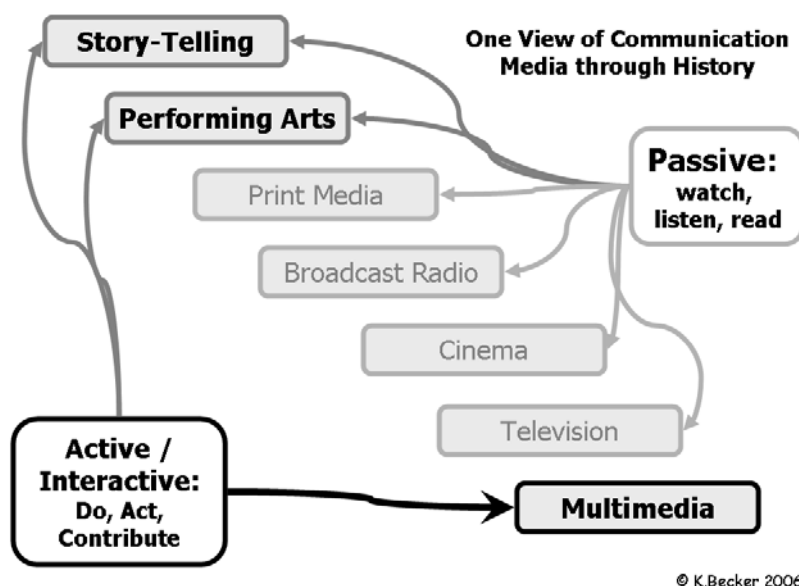 Story-Telling
One View of Communication
Media through History
Performing Arts
Passive:
watch,
listen, read
Print Media
Broadcast Radio
Cinema
Television
Active /
Interactive:
Do, Act,
Contribute
Multimedia
© K.Becker 2006